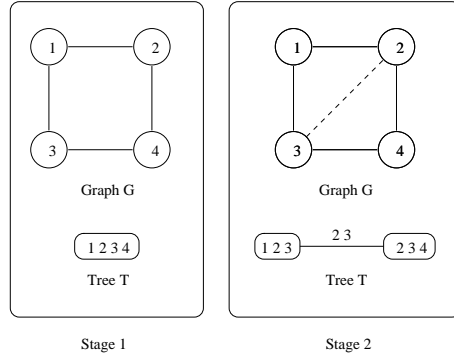 1 2
3 4
Graph G
1 2 3 4
Tree T
Stage 1
1 2
3 4
Graph G
2 3
1 2 3 2 3 4
Tree T
Stage 2